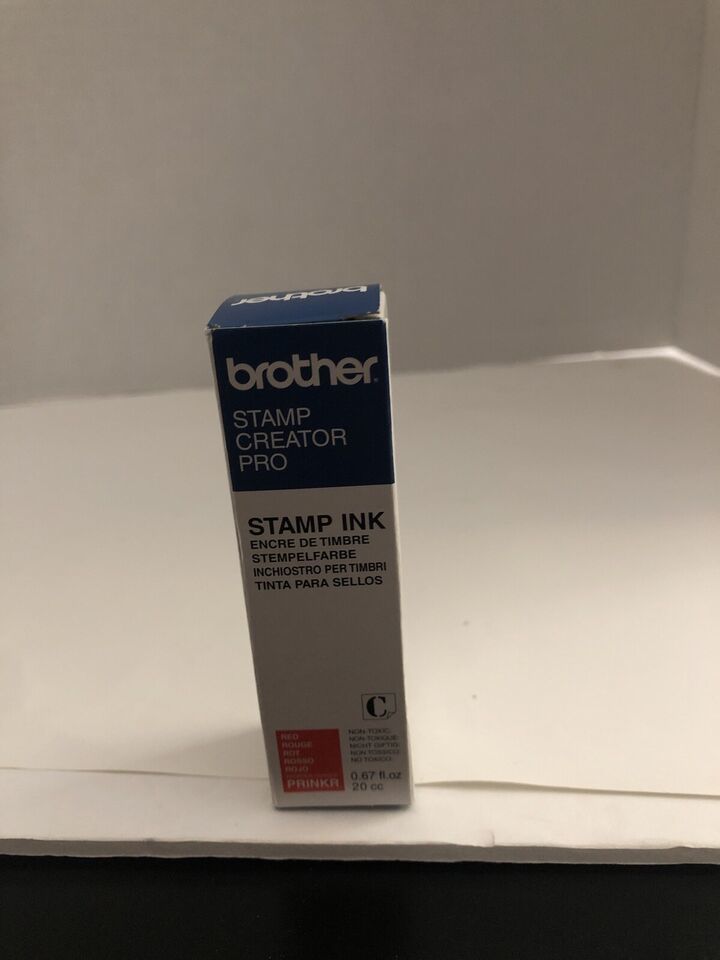 brother
brother
STAMP
CREATOR
PRO
STAMP INK
ENCRE DE TIMBRE
STEMPELFARBE
INCHIOSTRO PER TIMBRI
TINTA PARA SELLOS
C
RED
ROUGE
ROT
ROSSO
ROJO
PRINKR
NON-TOXIC.
NON-TOXIQUE.
NICHT GIFTIG.
NON TOSSICO.
NO TOXICO.
0.67 fl.oz
20 cc